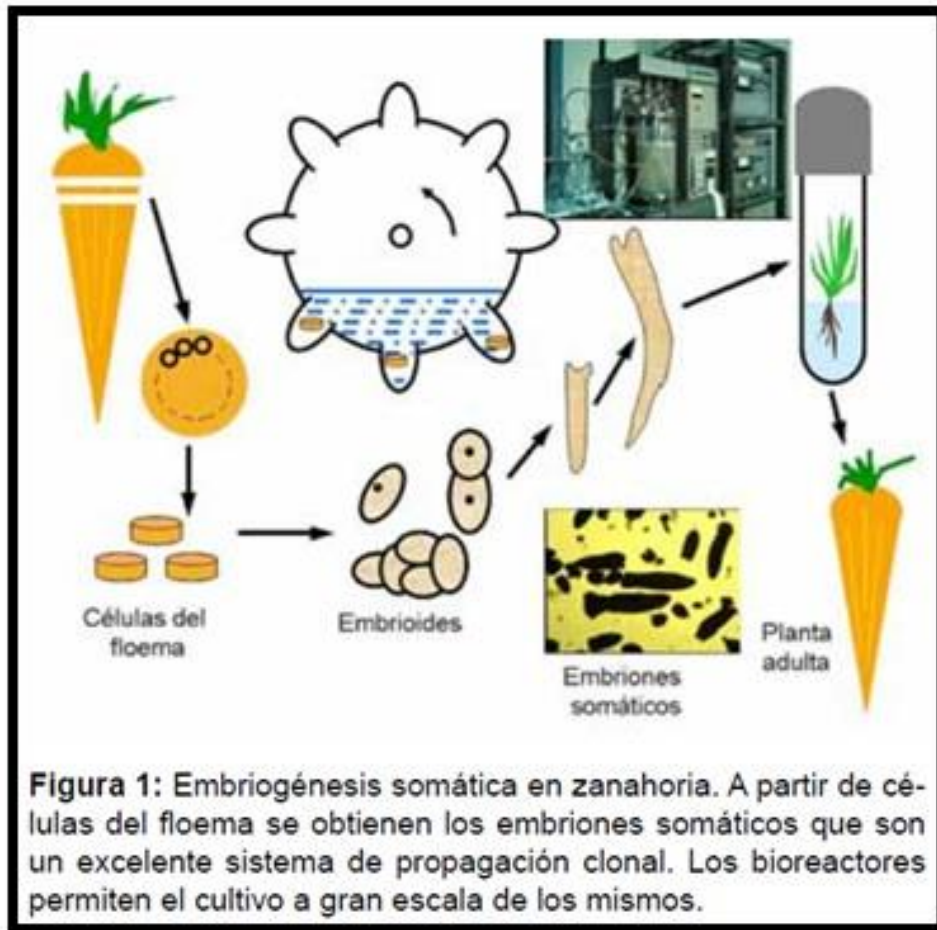 Células del
floema
Embrioides
Embriones
somáticos
Planta
adulta
Figura 1: Embriogénesis somática en zanahoria. A partir de cé-
lulas del floema se obtienen los embriones somáticos que son
un excelente sistema de propagación clonal. Los bioreactores
permiten el cultivo a gran escala de los mismos.